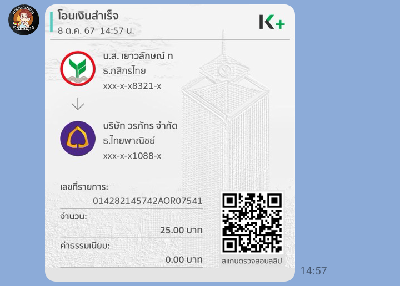 โอนเงินสำเร็จ
8 ต.ค. 67 14:57 น.
K+
น.ส. เยาวลักษณ์ ท
ธ.กสิกรไทย
xxx-x-x8321-x
บริษัท วรภัทร จำกัด
ธ.ไทยพาณิชย์
xxx-x-x1088-x
เลขที่รายการ:
014282145742AOR07541
จำนวน:
25.00 บาท
ค่าธรรมเนียม:
0.00 บาท
สแกนตรวจสอบสลิป
14:57